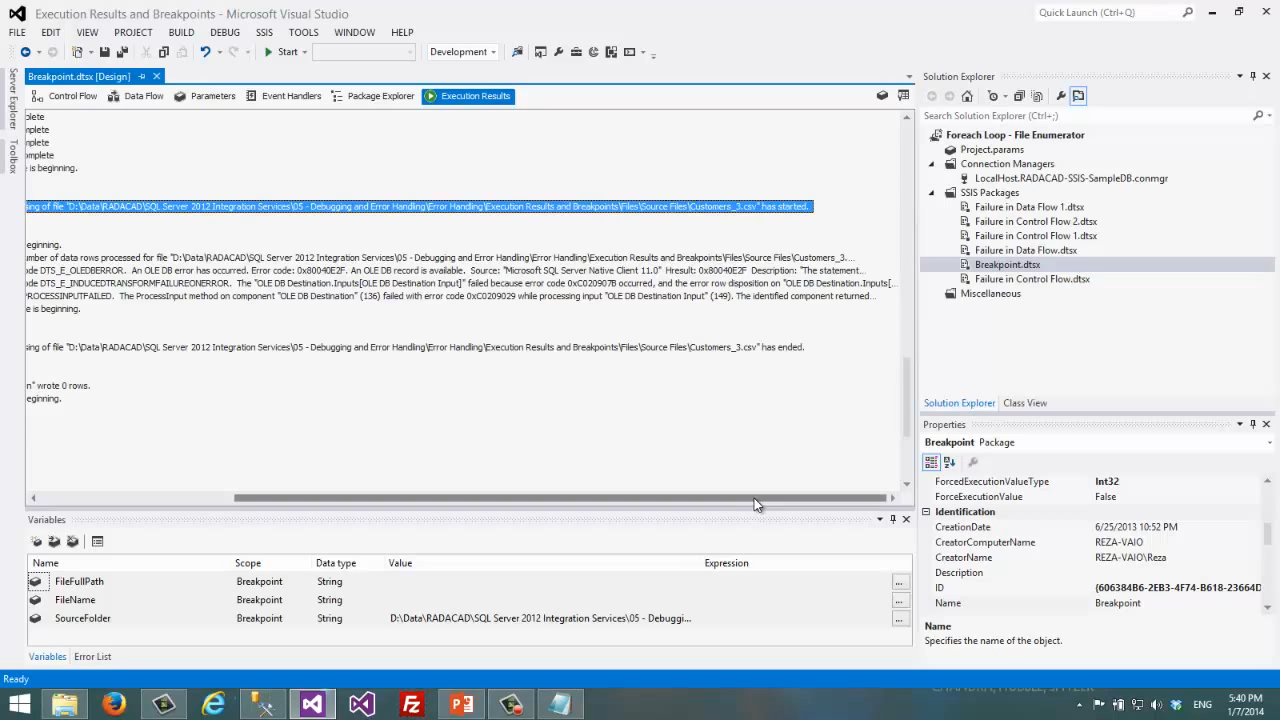 Execution Results and Breakpoints - Microsoft Visual Studio
Quick Launch (Ctrl+Q)
FILE EDIT VIEW PROJECT BUILD DEBUG SSIS TOOLS WINDOW HELP
Start Development
Server Explorer
Toolbox
Breakpoint.dtsx [Design]
Control Flow Data Flow Parameters Event Handlers Package Explorer Execution Results
lete
mplete
mplete
omplete
e is beginning.
sing of file "D:\Data\RADACAD\SQL Server 2012 Integration Services\05 - Debugging and Error Handling\Error Handling\Execution Results and Breakpoints\Files\Source Files\Customers_3.csv" has started.
eginning.
umber of data rows processed for file "D:\Data\RADACAD\SQL Server 2012 Integration Services\05 - Debugging and Error Handling\Error Handling\Execution Results and Breakpoints\Files\Source Files\Customers_3....
ode DTS_E_OLEDBERROR. An OLE DB error has occurred. Error code: 0x80040E2F. An OLE DB record is available. Source: "Microsoft SQL Server Native Client 11.0" Hresult: 0x80040E2F Description: "The statement...
ode DTS_E_INDUCEDTRANSFORMFAILUREONERROR. The "OLE DB Destination.Inputs[OLE DB Destination Input]" failed because error code 0xC020907B occurred, and the error row disposition on "OLE DB Destination.Inputs[...
PROCESSINPUTFAILED. The ProcessInput method on component "OLE DB Destination" (136) failed with error code 0xC0209029 while processing input "OLE DB Destination Input" (149). The identified component returned...
e is beginning.
sing of file "D:\Data\RADACAD\SQL Server 2012 Integration Services\05 - Debugging and Error Handling\Error Handling\Execution Results and Breakpoints\Files\Source Files\Customers_3.csv" has ended.
n" wrote 0 rows.
eginning.
Variables
Name Scope Data type Value Expression
FileFullPath Breakpoint String ...
FileName Breakpoint String ...
SourceFolder Breakpoint String D:\Data\RADACAD\SQL Server 2012 Integration Services\05 - Debuggi... ...
Variables Error List
Solution Explorer
Search Solution Explorer (Ctrl+;)
Foreach Loop - File Enumerator
Project.params
Connection Managers
LocalHost.RADACAD-SSIS-SampleDB.conmgr
SSIS Packages
Failure in Data Flow 1.dtsx
Failure in Control Flow 2.dtsx
Failure in Control Flow 1.dtsx
Failure in Data Flow.dtsx
Breakpoint.dtsx
Failure in Control Flow.dtsx
Miscellaneous
Solution Explorer Class View
Properties
Breakpoint Package
ForcedExecutionValueType Int32
ForceExecutionValue False
Identification
CreationDate 6/25/2013 10:52 PM
CreatorComputerName REZA-VAIO
CreatorName REZA-VAIO\Reza
Description
ID {606384B6-2EB3-4F74-B618-23664D
Name Breakpoint
Name
Specifies the name of the object.
Ready
ENG
5:40 PM
1/7/2014